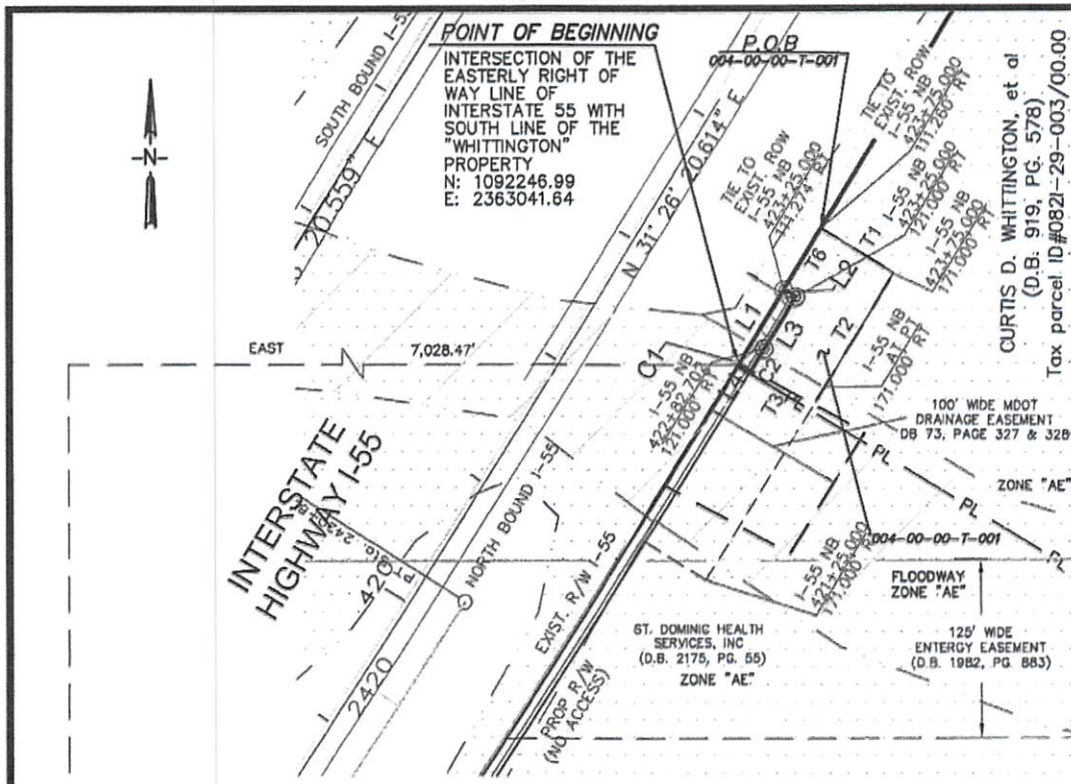 POINT OF BEGINNING
INTERSECTION OF THE
EASTERLY RIGHT OF
WAY LINE OF
INTERSTATE 55 WITH
SOUTH LINE OF THE
"WHITTINGTON"
PROPERTY
N: 1092246.99
E: 2363041.64
P.O.B
004-00-00-T-001
-N-
SOUTH BOUND I-55
20.559" E
N 31° 26' 20.614" E
TIE TO
EXIST. ROW
I-55 NB
423+25.000
111.274' RT
TIE TO
EXIST. ROW
I-55 NB
423+75.000
111.260' RT
I-55 NB
423+25.000
121.000' RT
I-55 NB
423+75.000
171.000' RT
CURTIS D. WHITTINGTON, et al
(D.B. 919, PG. 578)
Tax parcel ID#082I-29-003/00.00
T6
T1
L2
L1
L3
T2
C1
C2
L4
T3
EAST
7,028.47'
I-55 NB
422+82.702
121.000' RT
I-55 NB
AT PT
171.000' RT
100' WIDE MDOT
DRAINAGE EASEMENT
DB 73, PAGE 327 & 328
PL
PL
ZONE "AE"
004-00-00-T-001
INTERSTATE
HIGHWAY I-55
420
NORTH BOUND I-55
2420
EXIST. R/W I-55
PROP R/W
(NO ACCESS)
I-55 NB
421+25.000
171.000' RT
FLOODWAY
ZONE "AE"
ST. DOMINIC HEALTH
SERVICES, INC
(D.B. 2175, PG. 55)
ZONE "AE"
125' WIDE
ENTERGY EASEMENT
(D.B. 1982, PG. 883)